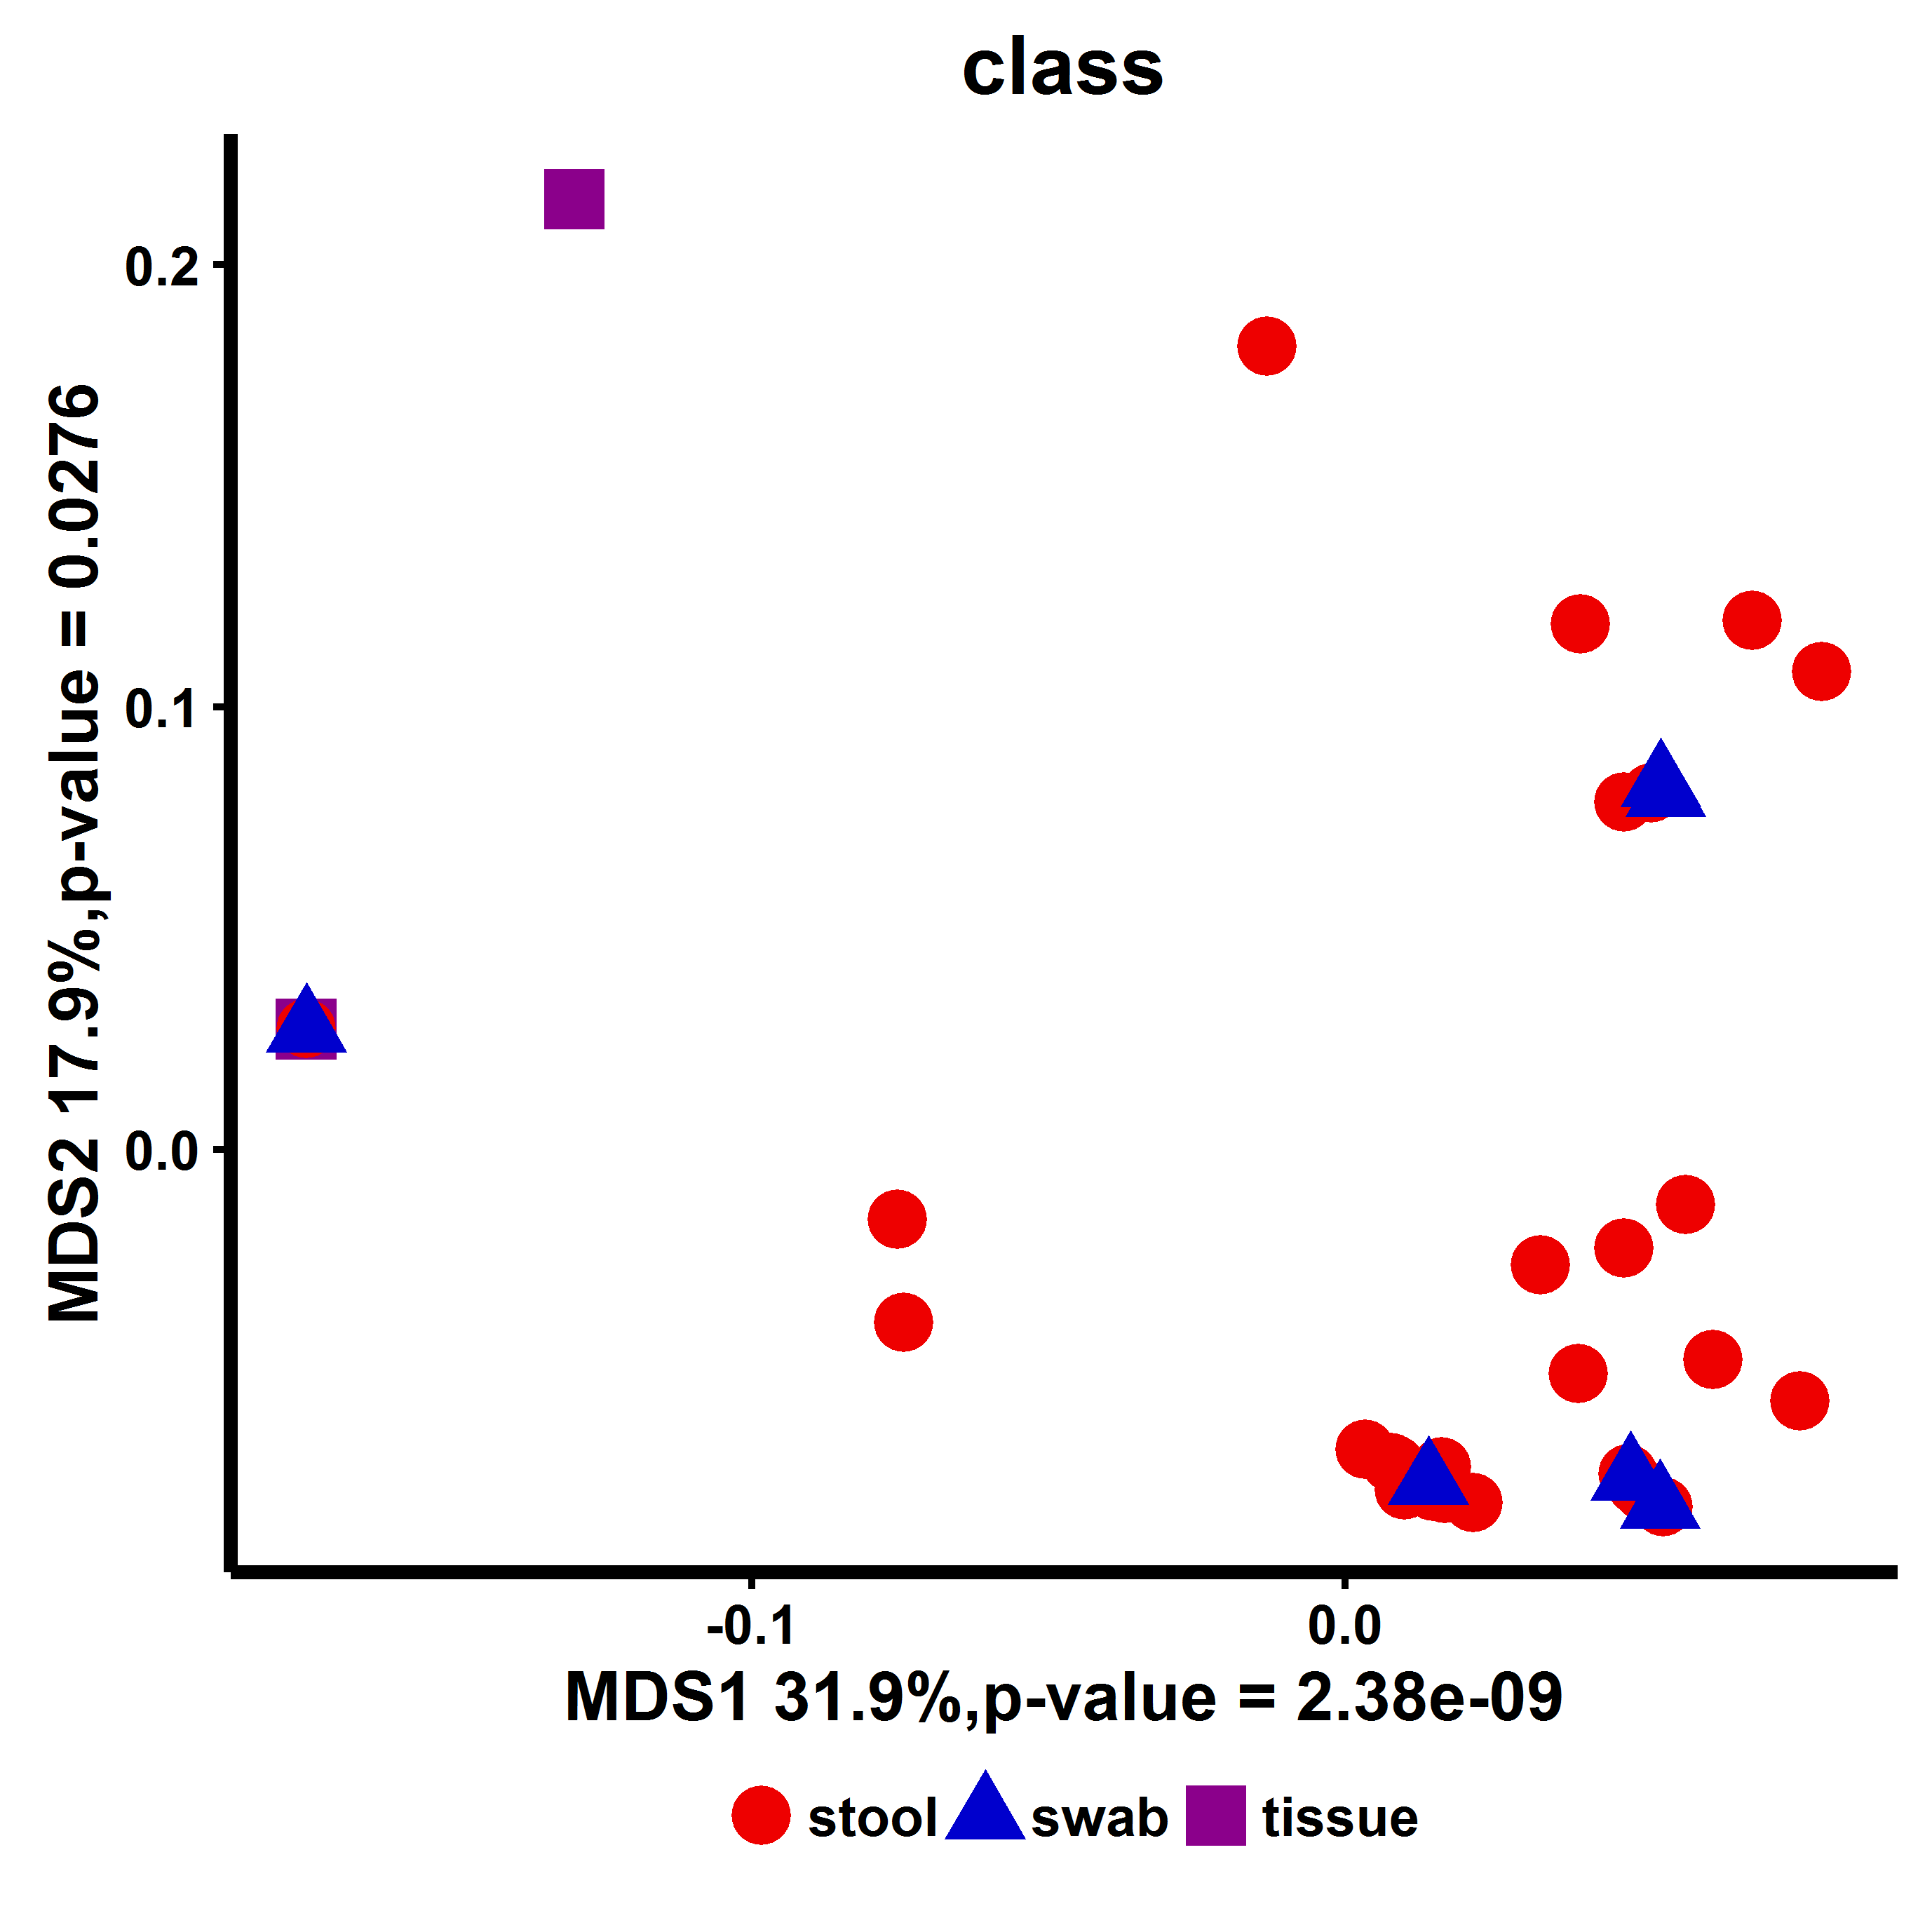 class
MDS2 17.9%,p-value = 0.0276
0.2
0.1
0.0
-0.1 0.0
MDS1 31.9%,p-value = 2.38e-09
stool swab tissue